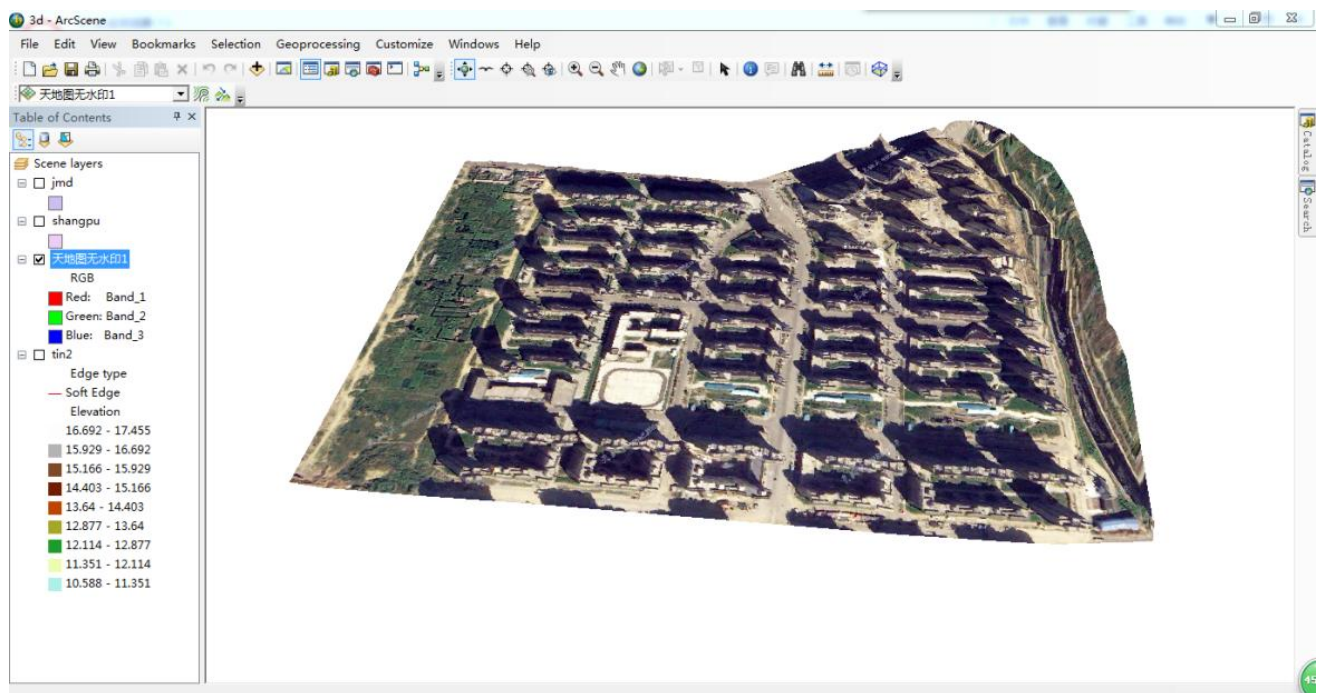 3d - ArcScene
File Edit View Bookmarks Selection Geoprocessing Customize Windows Help
天地图无水印1
Table of Contents
Scene layers
jmd
shangpu
天地图无水印1
RGB
Red: Band_1
Green: Band_2
Blue: Band_3
tin2
Edge type
Soft Edge
Elevation
16.692 - 17.455
15.929 - 16.692
15.166 - 15.929
14.403 - 15.166
13.64 - 14.403
12.877 - 13.64
12.114 - 12.877
11.351 - 12.114
10.588 - 11.351
Catalog
Search
45